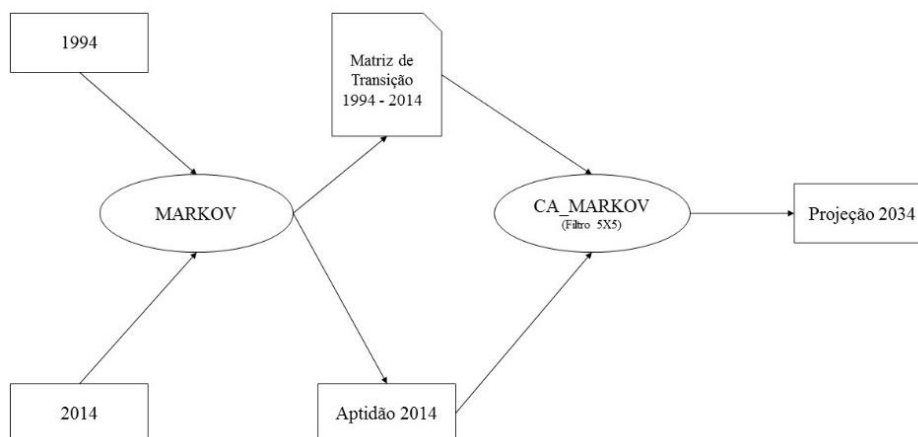 1994
Matriz de
Transição
1994 - 2014
MARKOV
CA_MARKOV
(Filtro 5X5)
Projeção 2034
2014
Aptidão 2014